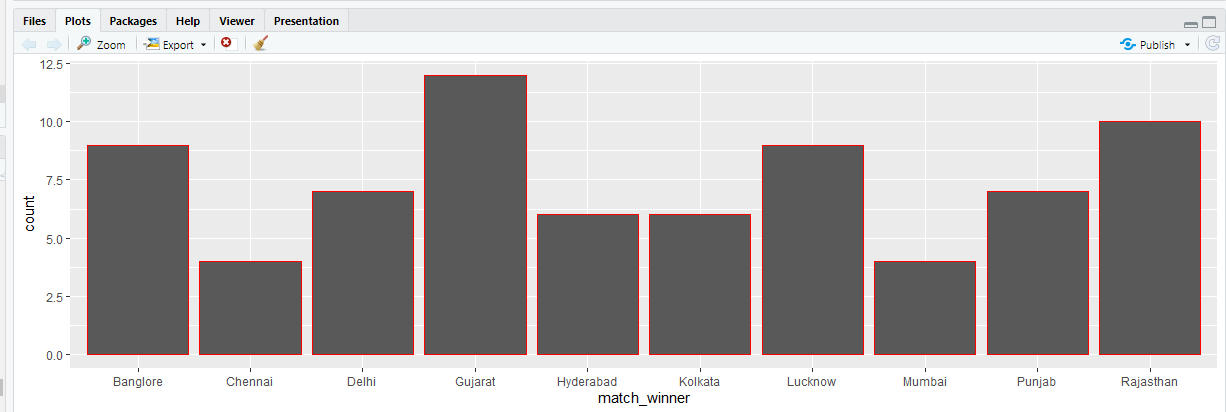 Files Plots Packages Help Viewer Presentation
Zoom Export Publish
12.5
10.0
7.5
5.0
2.5
0.0
count
Banglore Chennai Delhi Gujarat Hyderabad Kolkata Lucknow Mumbai Punjab Rajasthan
match_winner